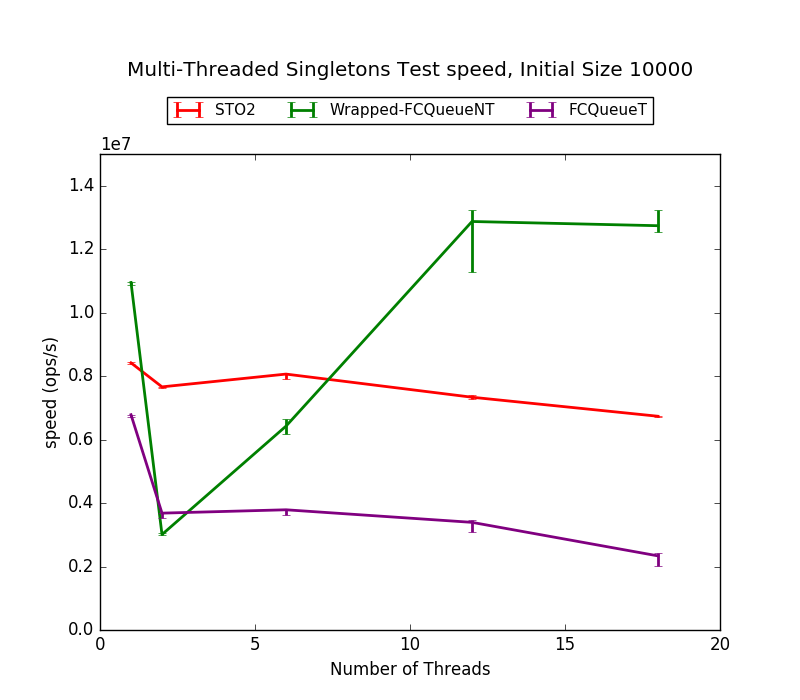 Multi-Threaded Singletons Test speed, Initial Size 10000
STO2 Wrapped-FCQueueNT FCQueueT
1e7
1.4
1.2
1.0
0.8
0.6
0.4
0.2
0.0
speed (ops/s)
0 5 10 15 20
Number of Threads